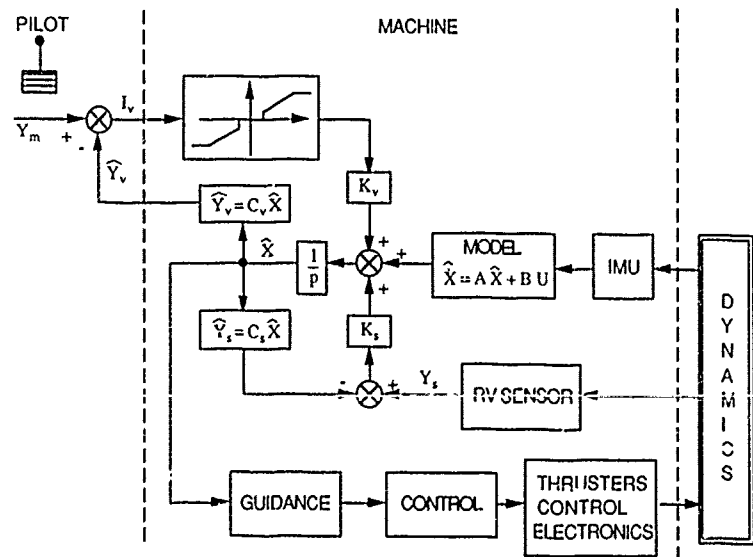 PILOT
MACHINE
I_v
Y_m
+
-
Ŷ_v
K_v
Ŷ_v = C_v X̂
X̂
1/p
+
+
+
MODEL
X̂̇ = A X̂ + B U
IMU
Ŷ_s = C_s X̂
K_s
-
+
Y_s
RV SENSOR
DYNAMICS
GUIDANCE
CONTROL
THRUSTERS
CONTROL
ELECTRONICS